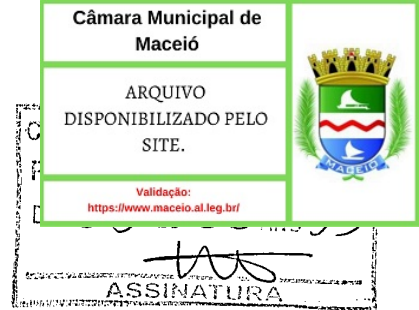 Câmara Municipal de
Maceió
ARQUIVO
DISPONIBILIZADO PELO
SITE.
Validação:
https://www.maceio.al.leg.br/
MACEIÓ
ASSINATURA